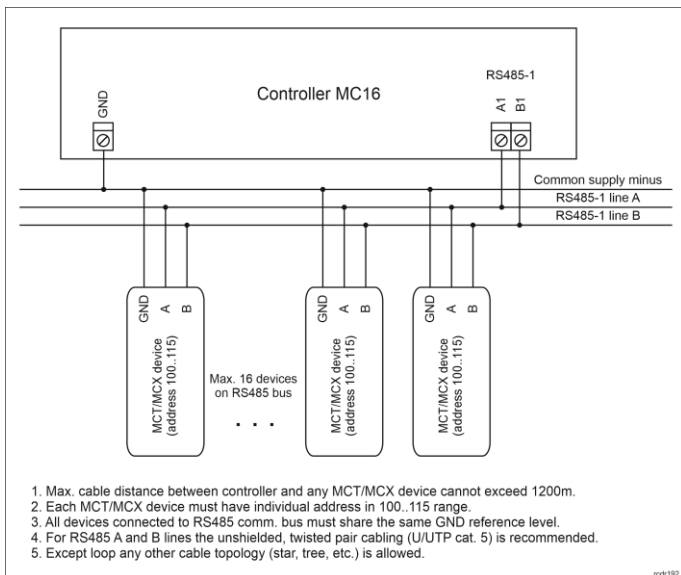 Controller MC16
RS485-1
GND
A1
B1
Common supply minus
RS485-1 line A
RS485-1 line B
GND
A
B
MCT/MCX device
(address 100..115)
Max. 16 devices
on RS485 bus
. . .
GND
A
B
MCT/MCX device
(address 100..115)
GND
A
B
MCT/MCX device
(address 100..115)
1. Max. cable distance between controller and any MCT/MCX device cannot exceed 1200m.
2. Each MCT/MCX device must have individual address in 100..115 range.
3. All devices connected to RS485 comm. bus must share the same GND reference level.
4. For RS485 A and B lines the unshielded, twisted pair cabling (U/UTP cat. 5) is recommended.
5. Except loop any other cable topology (star, tree, etc.) is allowed.
rcdr192